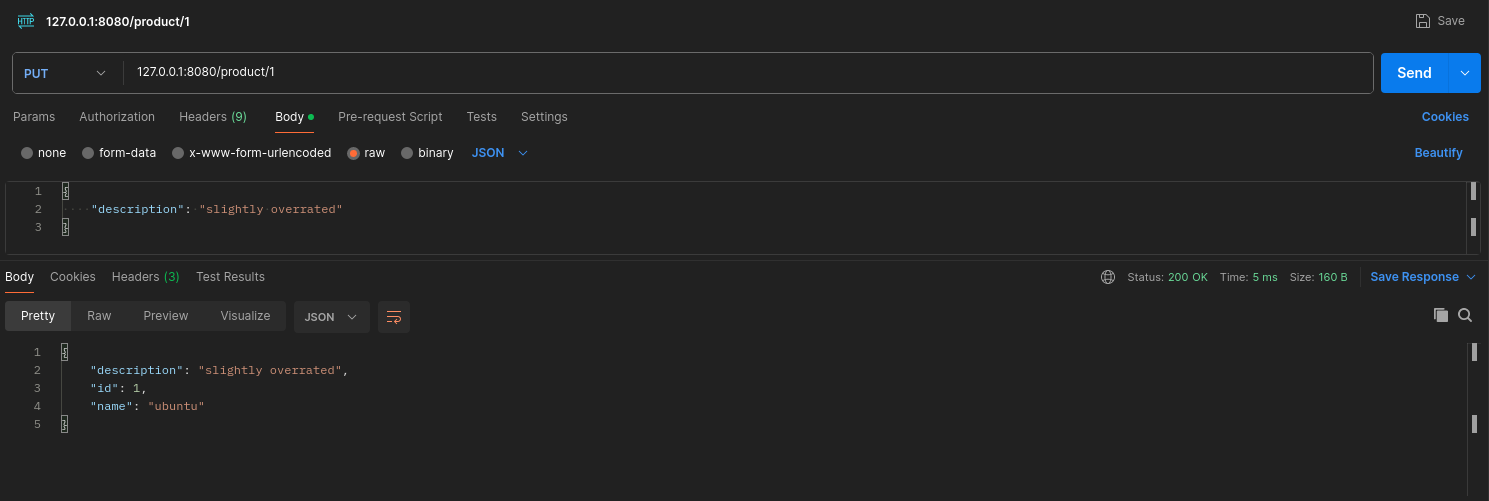 HTTP 127.0.0.1:8080/product/1 Save
PUT 127.0.0.1:8080/product/1 Send
Params Authorization Headers (9) Body Pre-request Script Tests Settings Cookies
none form-data x-www-form-urlencoded raw binary JSON Beautify
1 {
2 ····"description":·"slightly·overrated"
3 }
Body Cookies Headers (3) Test Results Status: 200 OK Time: 5 ms Size: 160 B Save Response
Pretty Raw Preview Visualize JSON
1 {
2 "description": "slightly overrated",
3 "id": 1,
4 "name": "ubuntu"
5 }